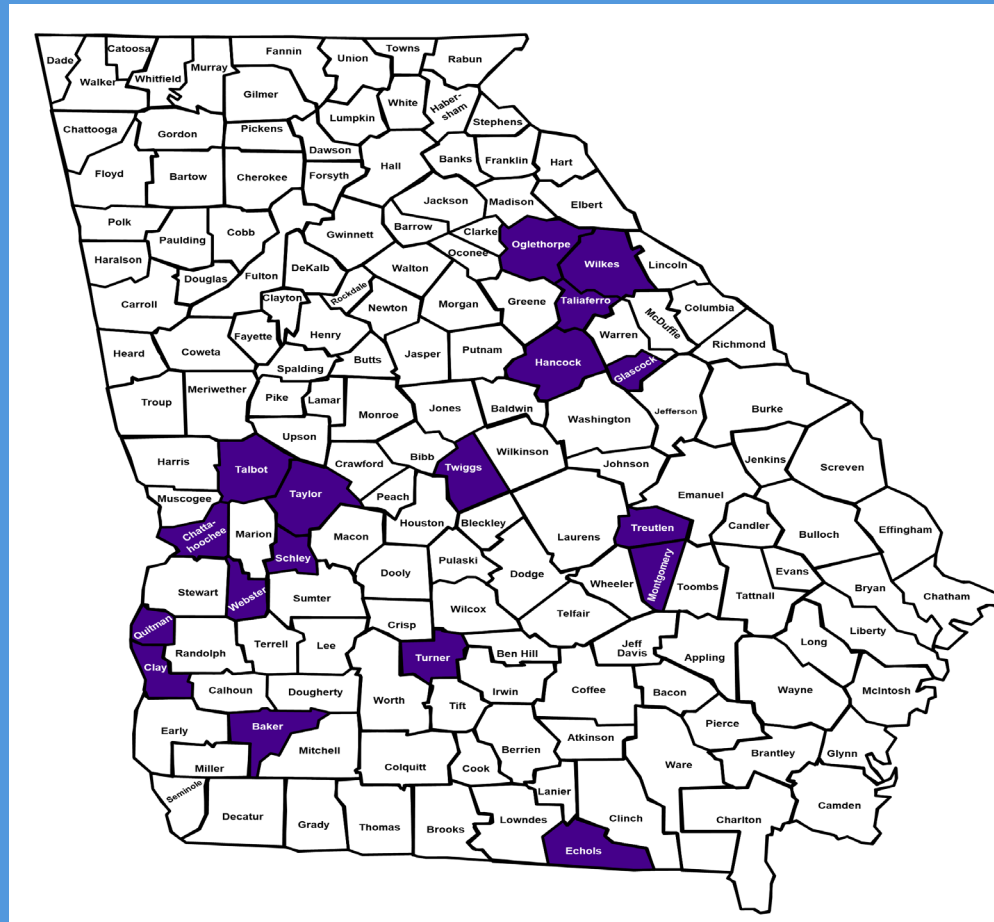 Dade
Catoosa
Walker
Whitfield
Murray
Fannin
Gilmer
Union
Towns
Rabun
White
Haber-
sham
Lumpkin
Stephens
Chattooga
Gordon
Pickens
Dawson
Hall
Banks
Franklin
Hart
Floyd
Bartow
Cherokee
Forsyth
Jackson
Madison
Elbert
Polk
Paulding
Cobb
Gwinnett
Barrow
Clarke
Oconee
Oglethorpe
Wilkes
Lincoln
Haralson
Douglas
Fulton
DeKalb
Rockdale
Walton
Carroll
Clayton
Newton
Morgan
Greene
Taliaferro
McDuffie
Columbia
Fayette
Henry
Warren
Richmond
Heard
Coweta
Spalding
Butts
Jasper
Putnam
Hancock
Glascock
Troup
Meriwether
Pike
Lamar
Monroe
Jones
Baldwin
Washington
Jefferson
Burke
Upson
Harris
Talbot
Crawford
Bibb
Twiggs
Wilkinson
Johnson
Jenkins
Screven
Muscogee
Taylor
Peach
Emanuel
Chatta-
hoochee
Marion
Macon
Houston
Bleckley
Laurens
Treutlen
Candler
Bulloch
Effingham
Schley
Stewart
Webster
Sumter
Dooly
Pulaski
Dodge
Wheeler
Montgomery
Toombs
Tattnall
Evans
Bryan
Chatham
Quitman
Randolph
Terrell
Lee
Crisp
Wilcox
Telfair
Long
Liberty
Clay
Turner
Ben Hill
Jeff
Davis
Appling
Calhoun
Dougherty
Worth
Tift
Irwin
Coffee
Bacon
Wayne
McIntosh
Early
Baker
Mitchell
Berrien
Atkinson
Pierce
Brantley
Glynn
Miller
Colquitt
Cook
Ware
Seminole
Decatur
Grady
Thomas
Brooks
Lowndes
Lanier
Clinch
Charlton
Camden
Echols